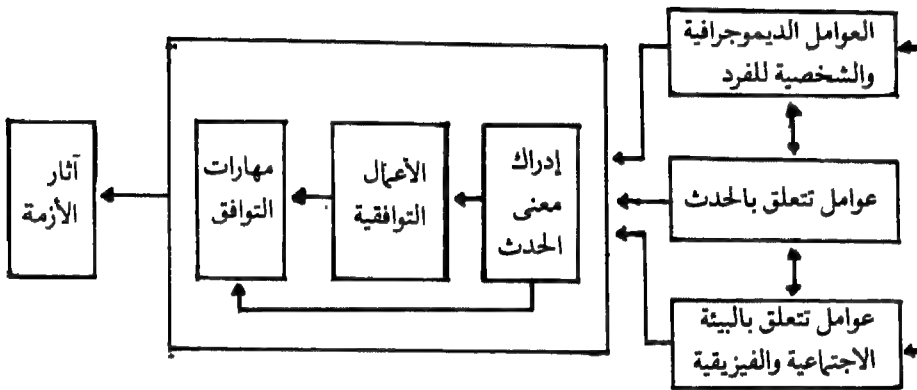 العوامل الديموجرافية
والشخصية للفرد
عوامل تتعلق بالحدث
عوامل تتعلق بالبيئة
الاجتماعية والفيزيقية
إدراك
معنى
الحدث
الأعمال
التوافقية
مهارات
التوافق
آثار
الأزمة